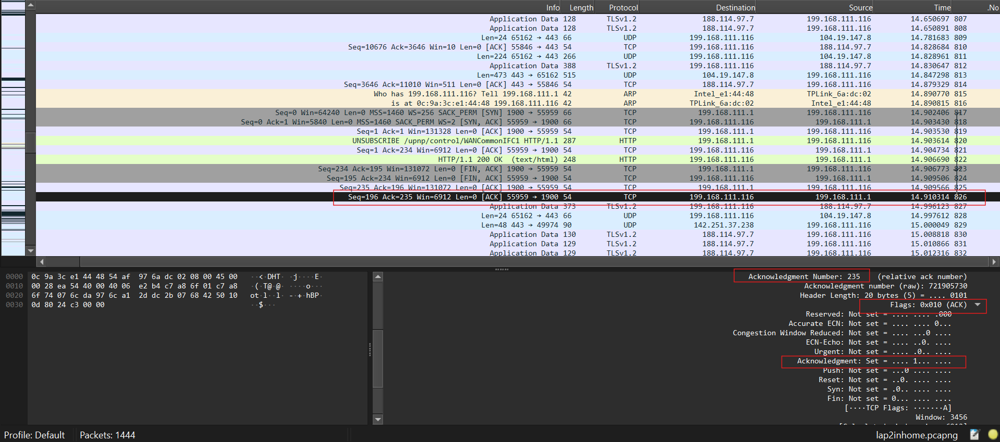 Info Length Protocol Destination Source Time .No
Application Data 128 TLSv1.2 188.114.97.7 199.168.111.116 14.650697 807
Application Data 128 TLSv1.2 188.114.97.7 199.168.111.116 14.650891 808
Len=24 65162 → 443 66 UDP 199.168.111.116 104.19.147.8 14.781683 809
Seq=10676 Ack=3646 Win=10 Len=0 [ACK] 55846 → 443 54 TCP 199.168.111.116 188.114.97.7 14.828684 810
Len=224 65162 → 443 266 UDP 199.168.111.116 104.19.147.8 14.828961 811
Application Data 388 TLSv1.2 199.168.111.116 188.114.97.7 14.830647 812
Len=473 443 → 65162 515 UDP 104.19.147.8 199.168.111.116 14.847298 813
Seq=3646 Ack=11010 Win=511 Len=0 [ACK] 443 → 55846 54 TCP 188.114.97.7 199.168.111.116 14.879329 814
Who has 199.168.111.116? Tell 199.168.111.1 42 ARP Intel_e1:44:48 TPLink_6a:dc:02 14.890770 815
is at 0c:9a:3c:e1:44:48 199.168.111.116 42 ARP TPLink_6a:dc:02 Intel_e1:44:48 14.890815 816
Seq=0 Win=64240 Len=0 MSS=1460 WS=256 SACK_PERM [SYN] 1900 → 55959 66 TCP 199.168.111.1 199.168.111.116 14.902406 817
Seq=0 Ack=1 Win=5840 Len=0 MSS=1460 SACK_PERM WS=2 [SYN, ACK] 55959 → 1900 66 TCP 199.168.111.116 199.168.111.1 14.903430 818
Seq=1 Ack=1 Win=131328 Len=0 [ACK] 1900 → 55959 54 TCP 199.168.111.1 199.168.111.116 14.903530 819
UNSUBSCRIBE /upnp/control/WANCommonIFC1 HTTP/1.1 287 HTTP 199.168.111.1 199.168.111.116 14.903614 820
Seq=1 Ack=234 Win=6912 Len=0 [ACK] 55959 → 1900 54 TCP 199.168.111.116 199.168.111.1 14.904734 821
HTTP/1.1 200 OK (text/html) 248 HTTP 199.168.111.116 199.168.111.1 14.906690 822
Seq=234 Ack=195 Win=131072 Len=0 [FIN, ACK] 1900 → 55959 54 TCP 199.168.111.1 199.168.111.116 14.906773 823
Seq=195 Ack=234 Win=6912 Len=0 [FIN, ACK] 55959 → 1900 54 TCP 199.168.111.116 199.168.111.1 14.909506 824
Seq=235 Ack=196 Win=131072 Len=0 [ACK] 1900 → 55959 54 TCP 199.168.111.1 199.168.111.116 14.909566 825
Seq=196 Ack=235 Win=6912 Len=0 [ACK] 55959 → 1900 54 TCP 199.168.111.116 199.168.111.1 14.910314 826
Application Data 373 TLSv1.2 199.168.111.116 188.114.97.7 14.996123 827
Len=24 65162 → 443 66 UDP 199.168.111.116 104.19.147.8 14.997612 828
Len=48 443 → 49974 90 UDP 142.251.37.238 199.168.111.116 15.000049 829
Application Data 130 TLSv1.2 188.114.97.7 199.168.111.116 15.008818 830
Application Data 129 TLSv1.2 188.114.97.7 199.168.111.116 15.010866 831
Application Data 129 TLSv1.2 188.114.97.7 199.168.111.116 15.012316 832
0000 0c 9a 3c e1 44 48 54 af 97 6a dc 02 08 00 45 00 ··<·DHT· ·j····E·
0010 00 28 ea 54 40 00 40 06 e2 b4 c7 a8 6f 01 c7 a8 ·(·T@·@· ····o···
0020 6f 74 07 6c da 97 6c a1 2d dc 2b 07 68 42 50 10 ot·l··l· -·+·hBP·
0030 0d 80 24 c3 00 00 ··$···
Acknowledgment Number: 235 (relative ack number)
Acknowledgment number (raw): 721905730
Header Length: 20 bytes (5) = .... 0101
Flags: 0x010 (ACK)
Reserved: Not set = .... .... .000
Accurate ECN: Not set = .... .... 0...
Congestion Window Reduced: Not set = .... ...0 ....
ECN-Echo: Not set = .... ..0. ....
Urgent: Not set = .... .0.. ....
Acknowledgment: Set = .... 1... ....
Push: Not set = ...0 .... ....
Reset: Not set = ..0. .... ....
Syn: Not set = .0.. .... ....
Fin: Not set = 0... .... ....
[····TCP Flags: ·······A]
Window: 3456
Profile: Default Packets: 1444 lap2inhome.pcapng